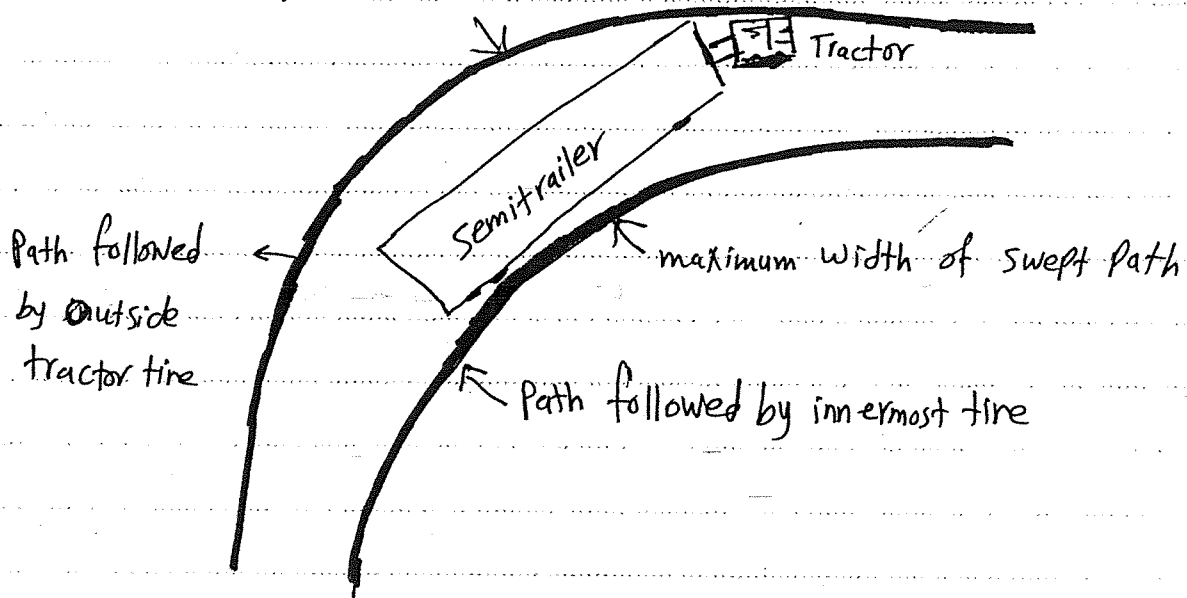 Tractor
Semitrailer
Path followed
by outside
tractor tire
maximum width of swept path
Path followed by innermost tire